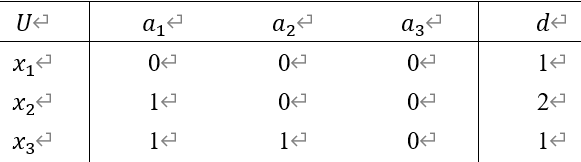 U a₁ a₂ a₃ d
x₁ 0 0 0 1
x₂ 1 0 0 2
x₃ 1 1 0 1